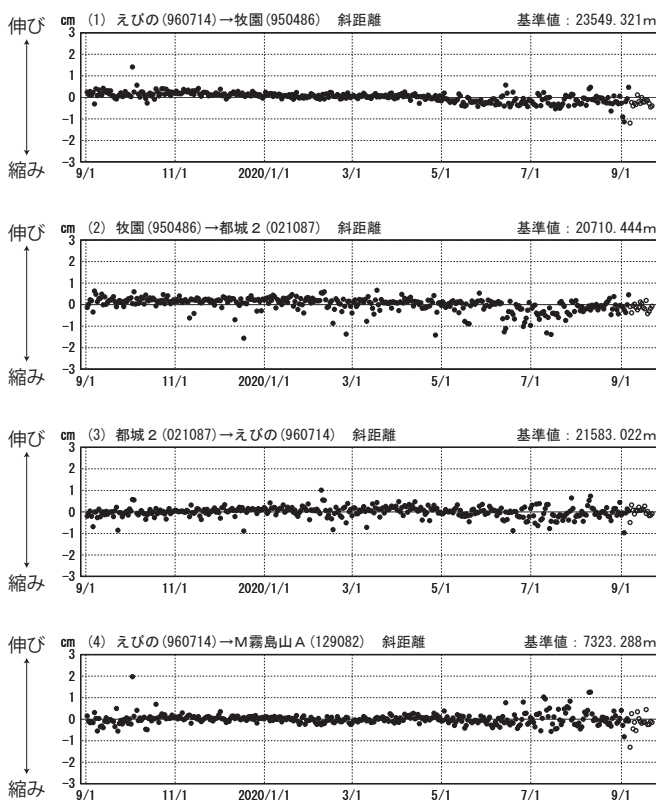 伸び cm (1) えびの(960714)→牧園(950486) 斜距離 基準値:23549.321m
3
2
1
0
-1
-2
縮み -3
9/1 11/1 2020/1/1 3/1 5/1 7/1 9/1
伸び cm (2) 牧園(950486)→都城2(021087) 斜距離 基準値:20710.444m
3
2
1
0
-1
-2
縮み -3
9/1 11/1 2020/1/1 3/1 5/1 7/1 9/1
伸び cm (3) 都城2(021087)→えびの(960714) 斜距離 基準値:21583.022m
3
2
1
0
-1
-2
縮み -3
9/1 11/1 2020/1/1 3/1 5/1 7/1 9/1
伸び cm (4) えびの(960714)→M霧島山A(129082) 斜距離 基準値:7323.288m
3
2
1
0
-1
-2
縮み -3
9/1 11/1 2020/1/1 3/1 5/1 7/1 9/1